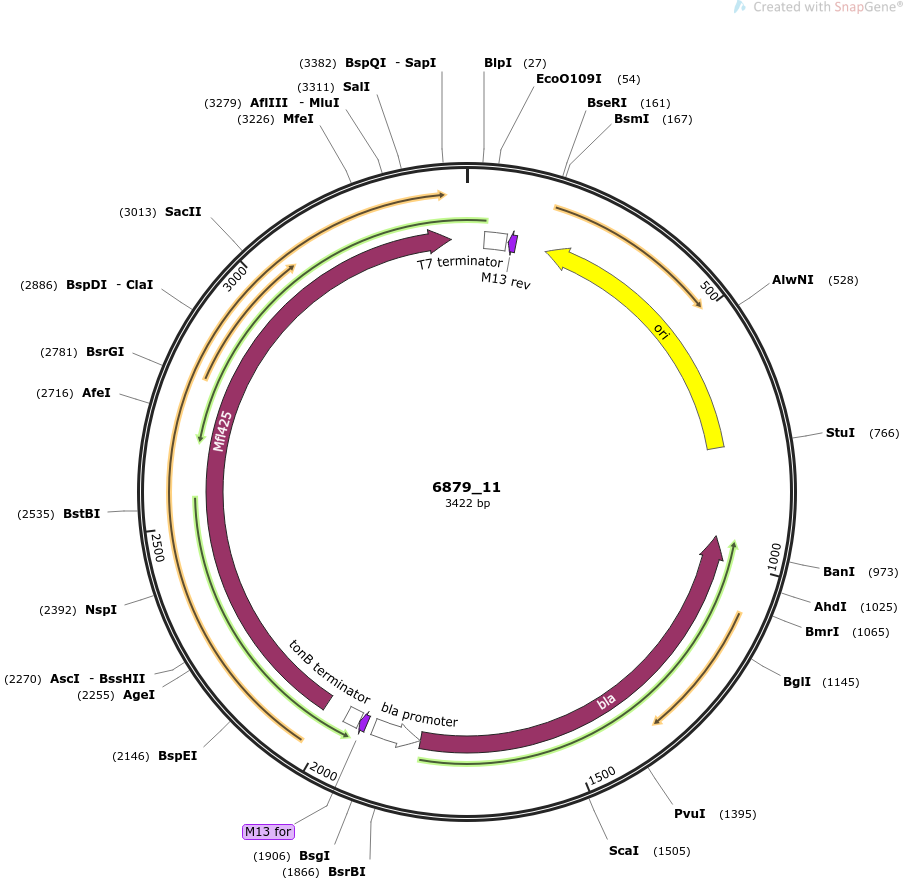 Created with SnapGene®
(3382) BspQI - SapI
BlpI (27)
(3311) SalI
EcoO109I (54)
(3279) AflIII - MluI
BseRI (161)
(3226) MfeI
BsmI (167)
(3013) SacII
3000
T7 terminator
M13 rev
(2886) BspDI - ClaI
AlwNI (528)
500
ori
(2781) BsrGI
(2716) AfeI
Mfl425
StuI (766)
6879_11
3422 bp
(2535) BstBI
2500
1000
BanI (973)
(2392) NspI
AhdI (1025)
BmrI (1065)
(2270) AscI - BssHII
(2255) AgeI
BglI (1145)
tonB terminator
bla promoter
bla
(2146) BspEI
2000
1500
PvuI (1395)
M13 for
(1906) BsgI
ScaI (1505)
(1866) BsrBI